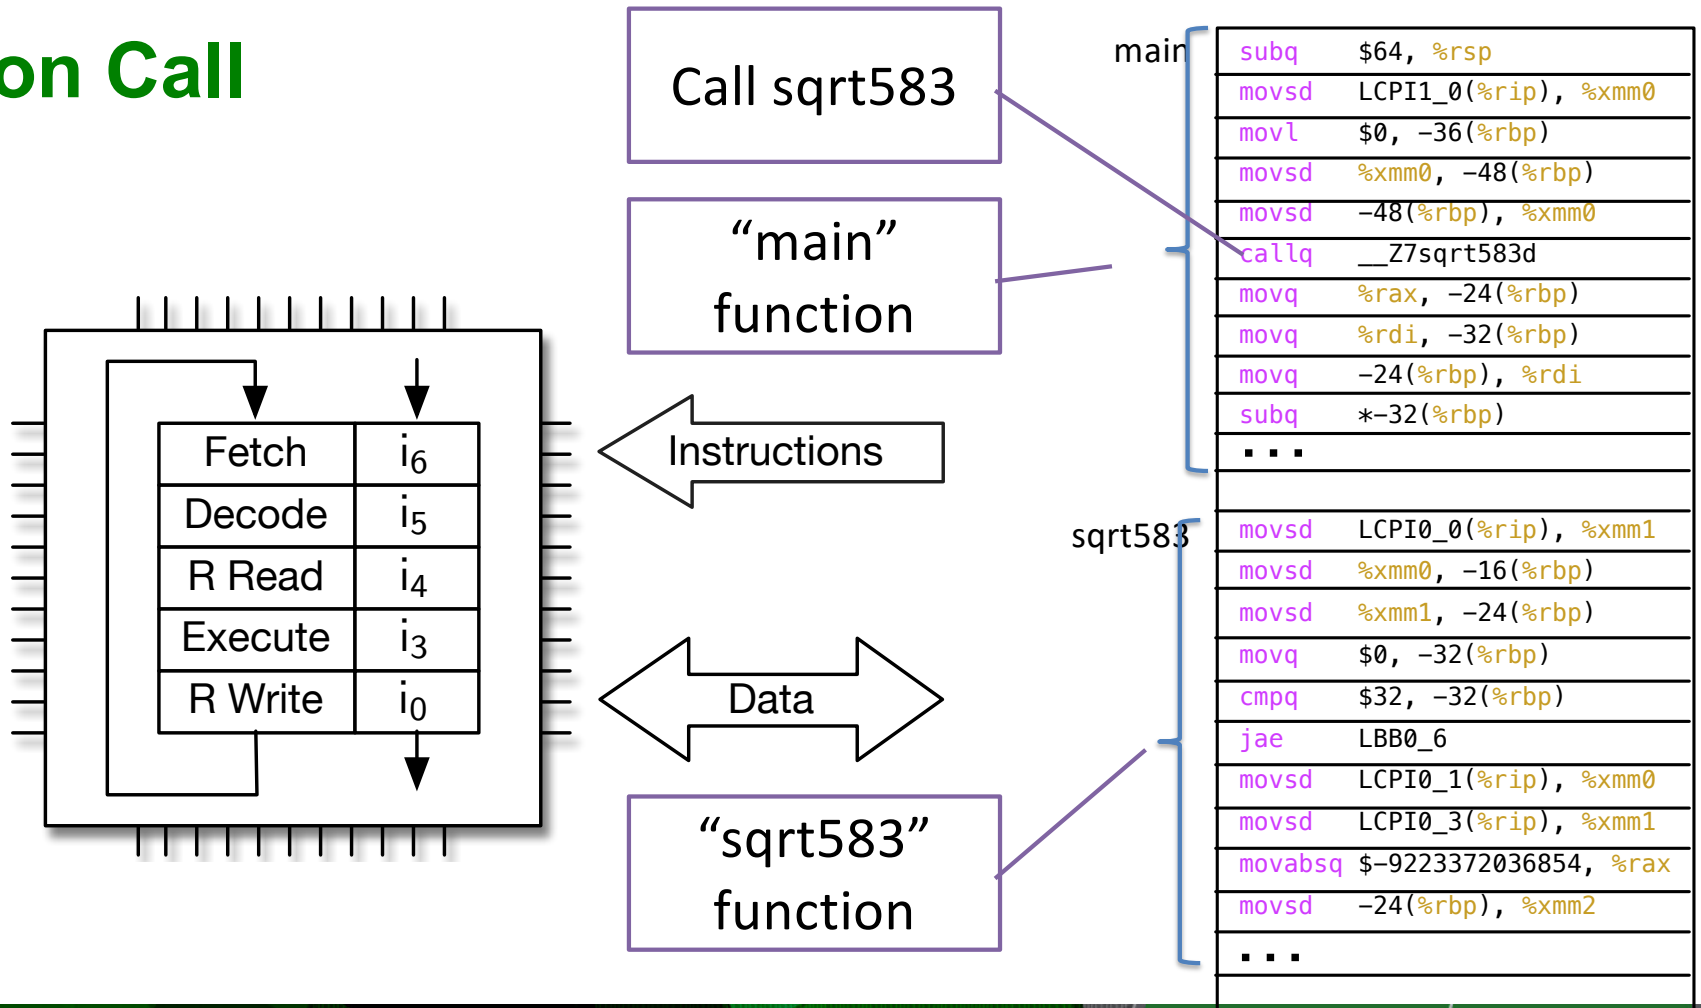 on Call
Call sqrt583
“main”
function
Fetch i6
Decode i5
R Read i4
Execute i3
R Write i0
Instructions
Data
“sqrt583”
function
main
subq $64, %rsp
movsd LCPI1_0(%rip), %xmm0
movl $0, −36(%rbp)
movsd %xmm0, −48(%rbp)
movsd −48(%rbp), %xmm0
callq __Z7sqrt583d
movq %rax, −24(%rbp)
movq %rdi, −32(%rbp)
movq −24(%rbp), %rdi
subq *−32(%rbp)
...
sqrt583
movsd LCPI0_0(%rip), %xmm1
movsd %xmm0, −16(%rbp)
movsd %xmm1, −24(%rbp)
movq $0, −32(%rbp)
cmpq $32, −32(%rbp)
jae LBB0_6
movsd LCPI0_1(%rip), %xmm0
movsd LCPI0_3(%rip), %xmm1
movabsq $−9223372036854, %rax
movsd −24(%rbp), %xmm2
...